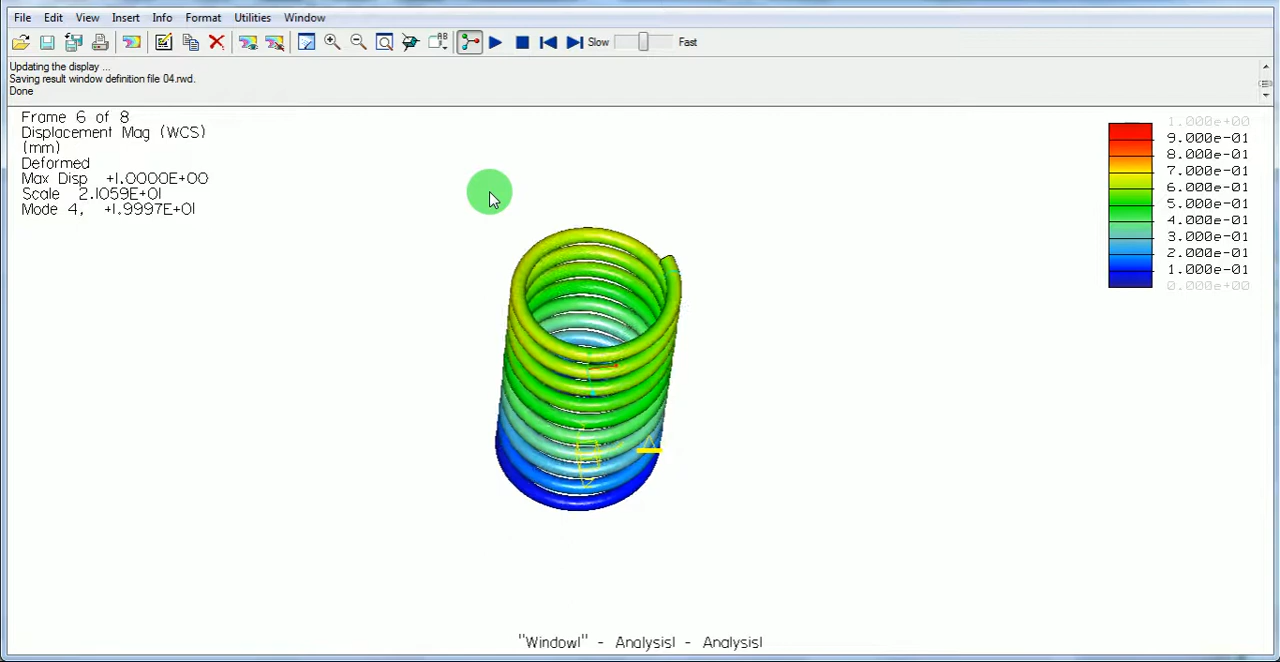 File Edit View Insert Info Format Utilities Window
Slow Fast
Updating the display ...
Saving result window definition file 04.rwd.
Done
Frame 6 of 8
Displacement Mag (WCS)
(mm)
Deformed
Max Disp +1.0000E+00
Scale 2.1059E+01
Mode 4, +1.9997E+01
1.000e+00
9.000e-01
8.000e-01
7.000e-01
6.000e-01
5.000e-01
4.000e-01
3.000e-01
2.000e-01
1.000e-01
0.000e+00
"Window1" - Analysis1 - Analysis1